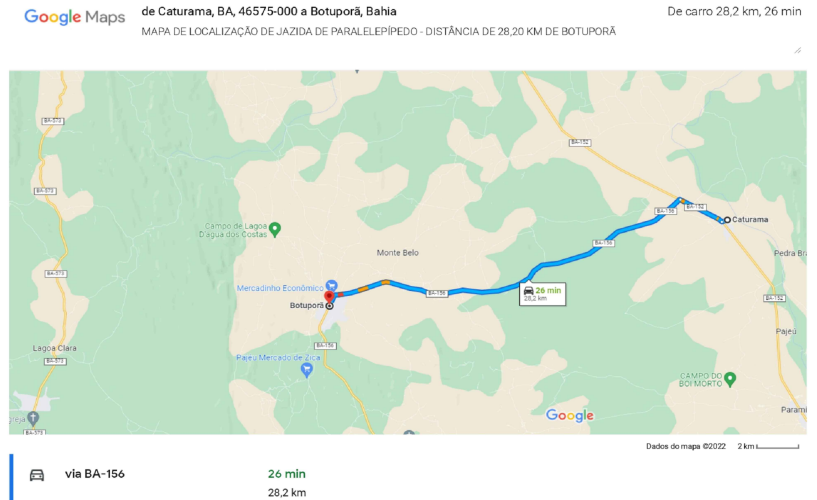 Google Maps
de Caturama, BA, 46575-000 a Botuporã, Bahia
De carro 28,2 km, 26 min
MAPA DE LOCALIZAÇÃO DE JAZIDA DE PARALELEPÍPEDO - DISTÂNCIA DE 28,20 KM DE BOTUPORÃ
BA-573
BA-152
BA-573
BA-156
BA-156
Caturama
Campo de Lagoa
D'água dos Costas
BA-156
Monte Belo
Pedra Bra
BA-573
Mercadinho Econômico
26 min
28,2 km
BA-156
BA-152
Botuporã
Pajeú
BA-156
Lagoa Clara
Pajeú Mercado de Zica
BA-573
CAMPO DO
BOI MORTO
Parami
Google
greja
BA-573
Dados do mapa ©2022
2 km
via BA-156
26 min
28,2 km